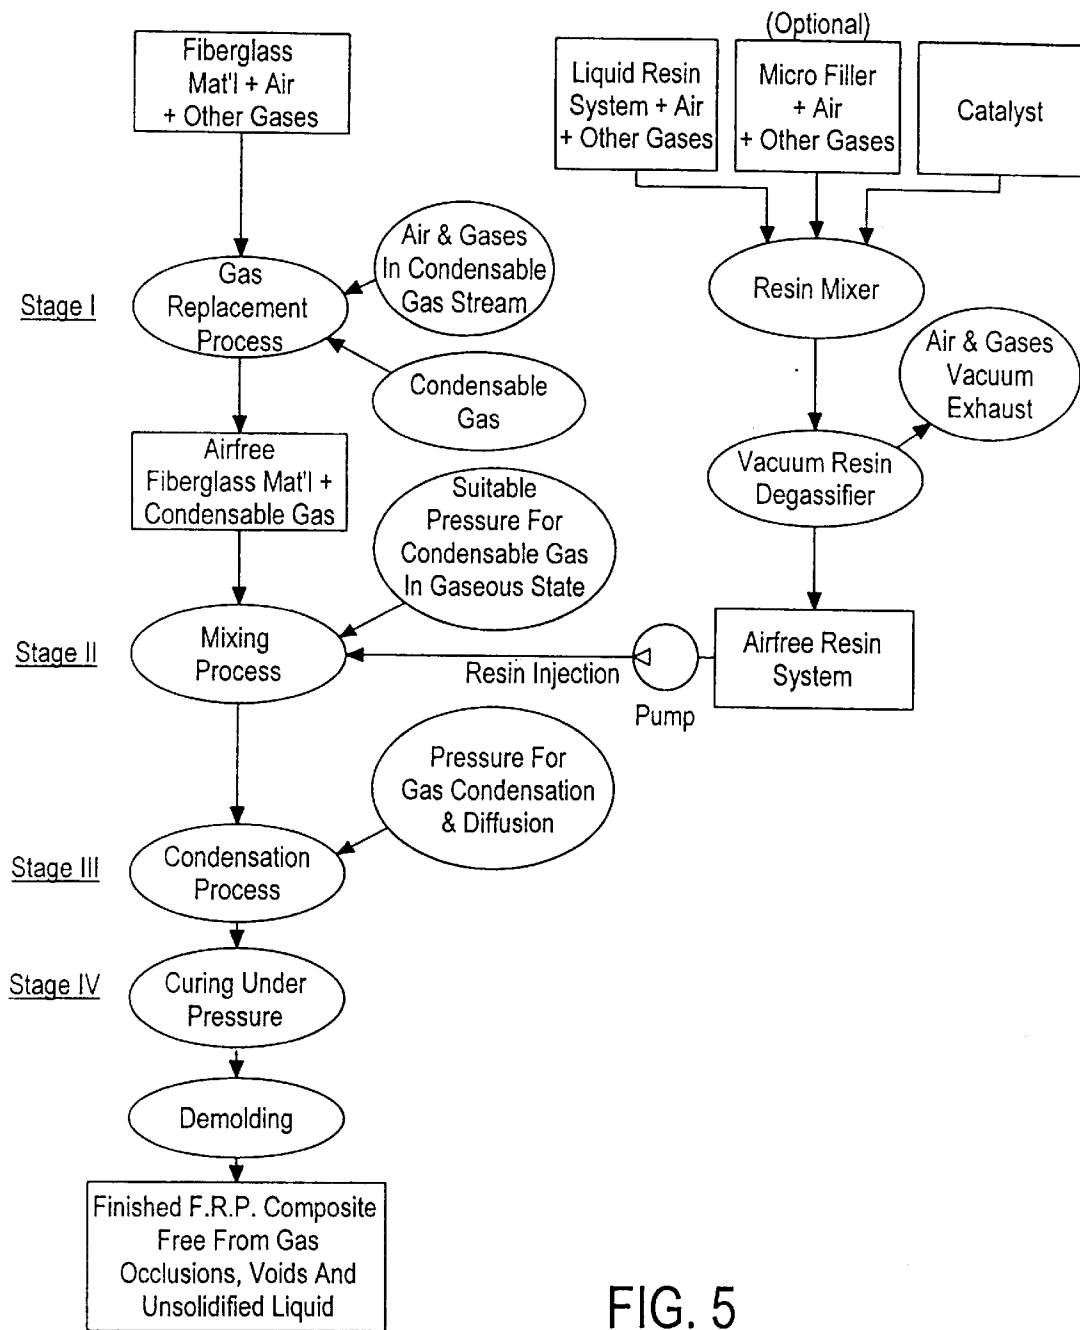 Fiberglass
Mat'l + Air
+ Other Gases
(Optional)
Liquid Resin
System + Air
+ Other Gases
Micro Filler
+ Air
+ Other Gases
Catalyst
Air & Gases
In Condensable
Gas Stream
Stage I
Gas
Replacement
Process
Resin Mixer
Condensable
Gas
Air & Gases
Vacuum
Exhaust
Airfree
Fiberglass Mat'l +
Condensable Gas
Vacuum Resin
Degassifier
Suitable
Pressure For
Condensable Gas
In Gaseous State
Stage II
Mixing
Process
Resin Injection
Pump
Airfree Resin
System
Pressure For
Gas Condensation
& Diffusion
Stage III
Condensation
Process
Stage IV
Curing Under
Pressure
Demolding
Finished F.R.P. Composite
Free From Gas
Occlusions, Voids And
Unsolidified Liquid
FIG. 5